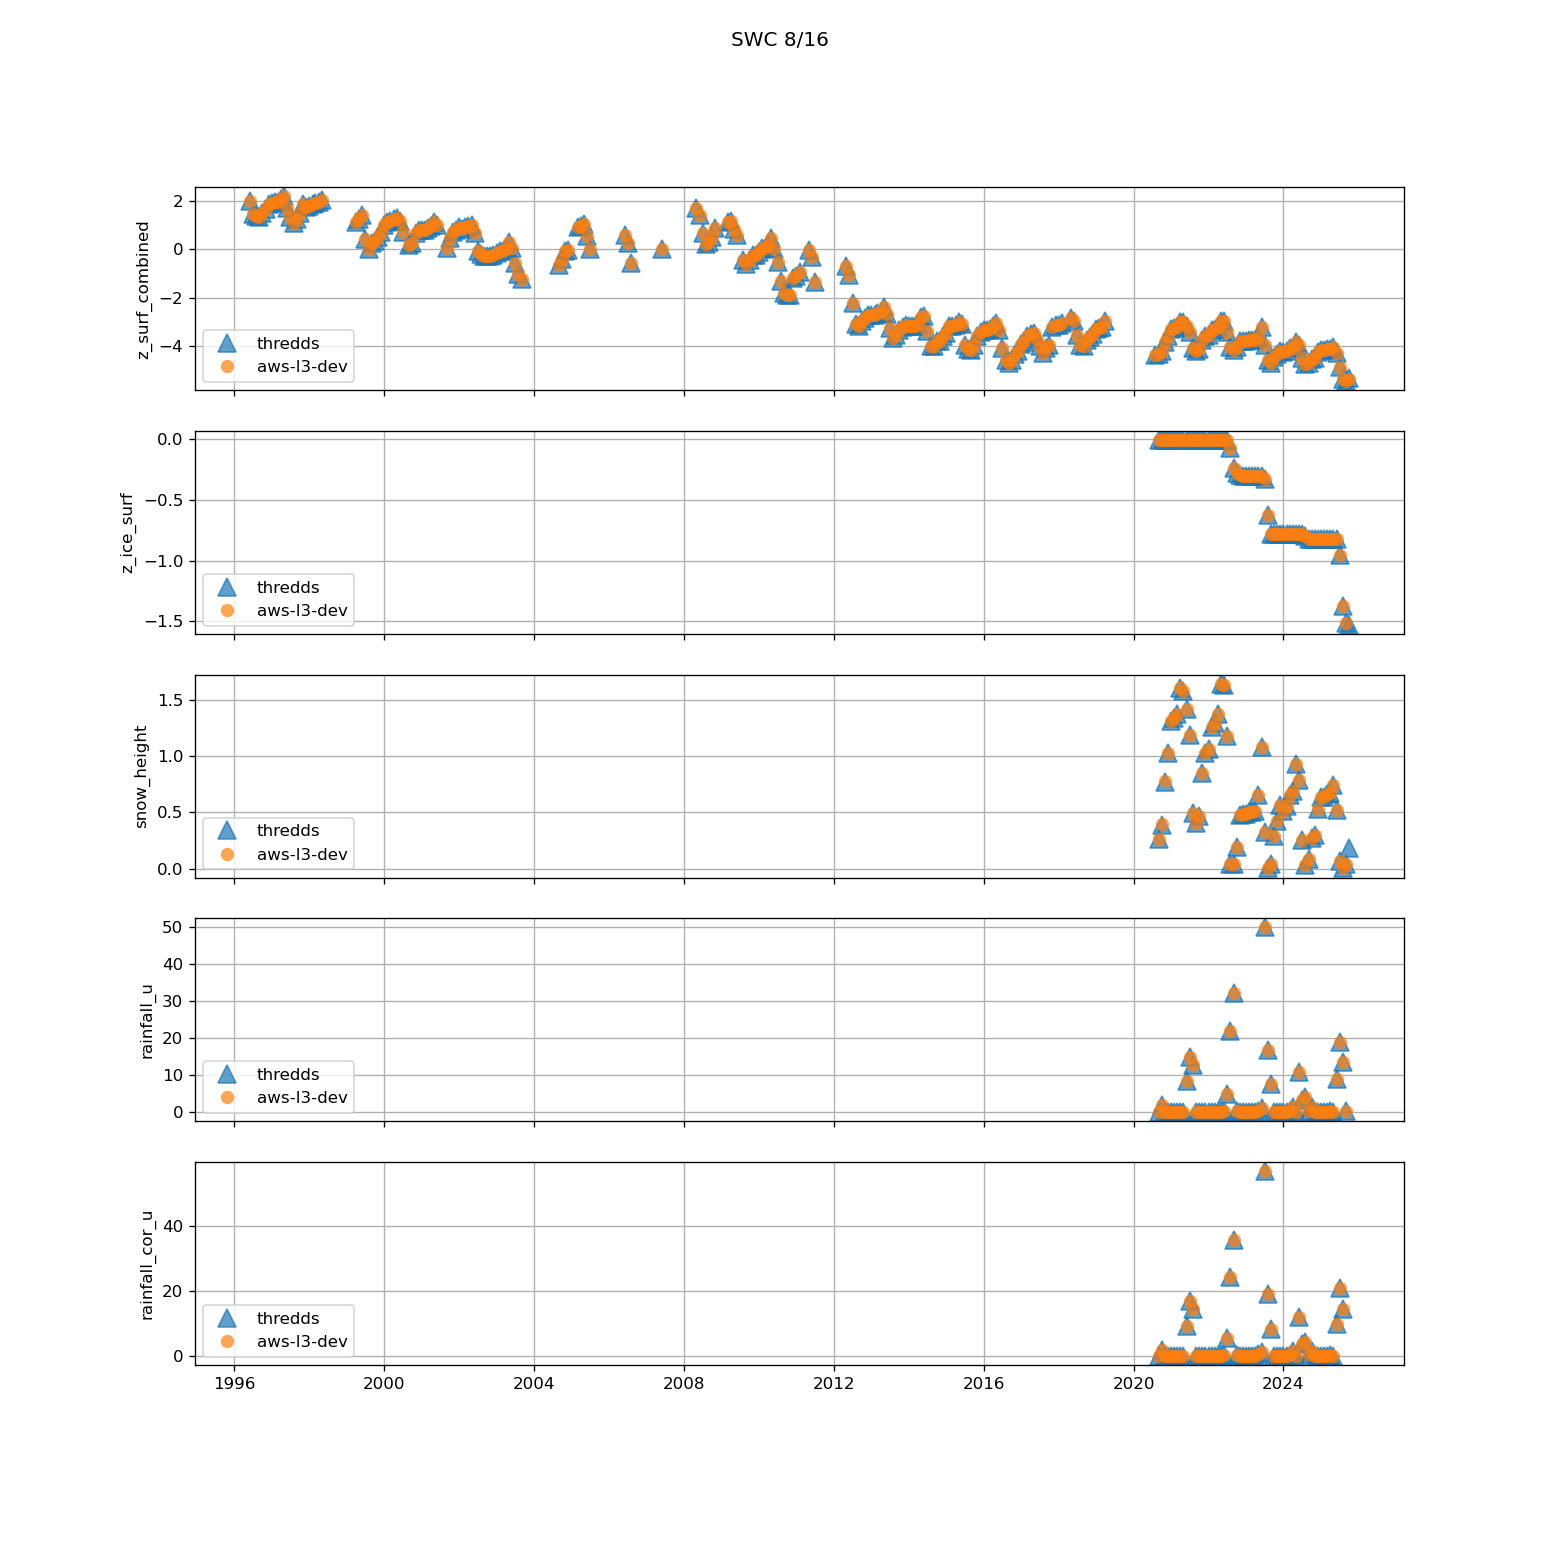 SWC 8/16
z_surf_combined
2
0
−2
−4
thredds
aws-l3-dev
z_ice_surf
0.0
−0.5
−1.0
−1.5
thredds
aws-l3-dev
snow_height
1.5
1.0
0.5
0.0
thredds
aws-l3-dev
rainfall_u
50
40
30
20
10
0
thredds
aws-l3-dev
rainfall_cor_u
40
20
0
thredds
aws-l3-dev
1996 2000 2004 2008 2012 2016 2020 2024